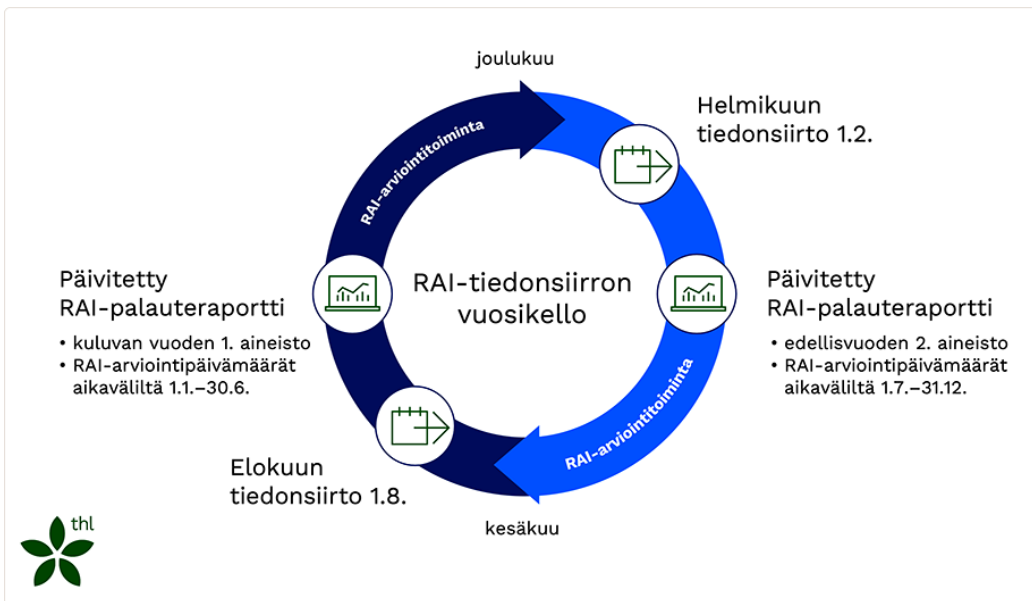 joulukuu
RAI-arviointitoiminta
Helmikuun
tiedonsiirto 1.2.
Päivitetty
RAI-palauteraportti
• kuluvan vuoden 1. aineisto
• RAI-arviointipäivämäärät
aikaväliltä 1.1.–30.6.
RAI-tiedonsiirron
vuosikello
Päivitetty
RAI-palauteraportti
• edellisvuoden 2. aineisto
• RAI-arviointipäivämäärät
aikaväliltä 1.7.–31.12.
RAI-arviointitoiminta
Elokuun
tiedonsiirto 1.8.
kesäkuu
thl